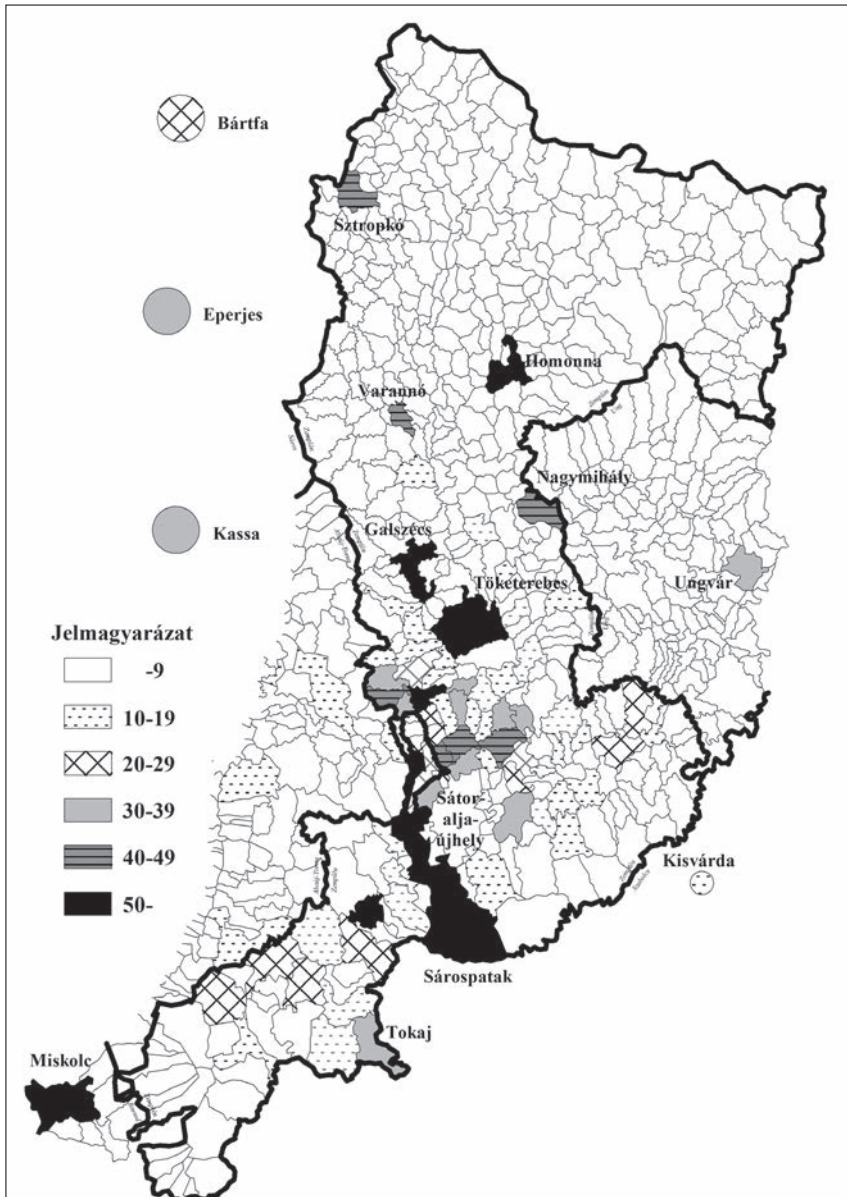 Bártfa
Sztropkó
Eperjes
Homonna
Varannó
Nagymihály
Kassa
Galszécs
Tőketerebes
Ungvár
Jelmagyarázat
-9
10-19
20-29
30-39
40-49
50-
Sátor-
alja-
újhely
Kisvárda
Sárospatak
Tokaj
Miskolc